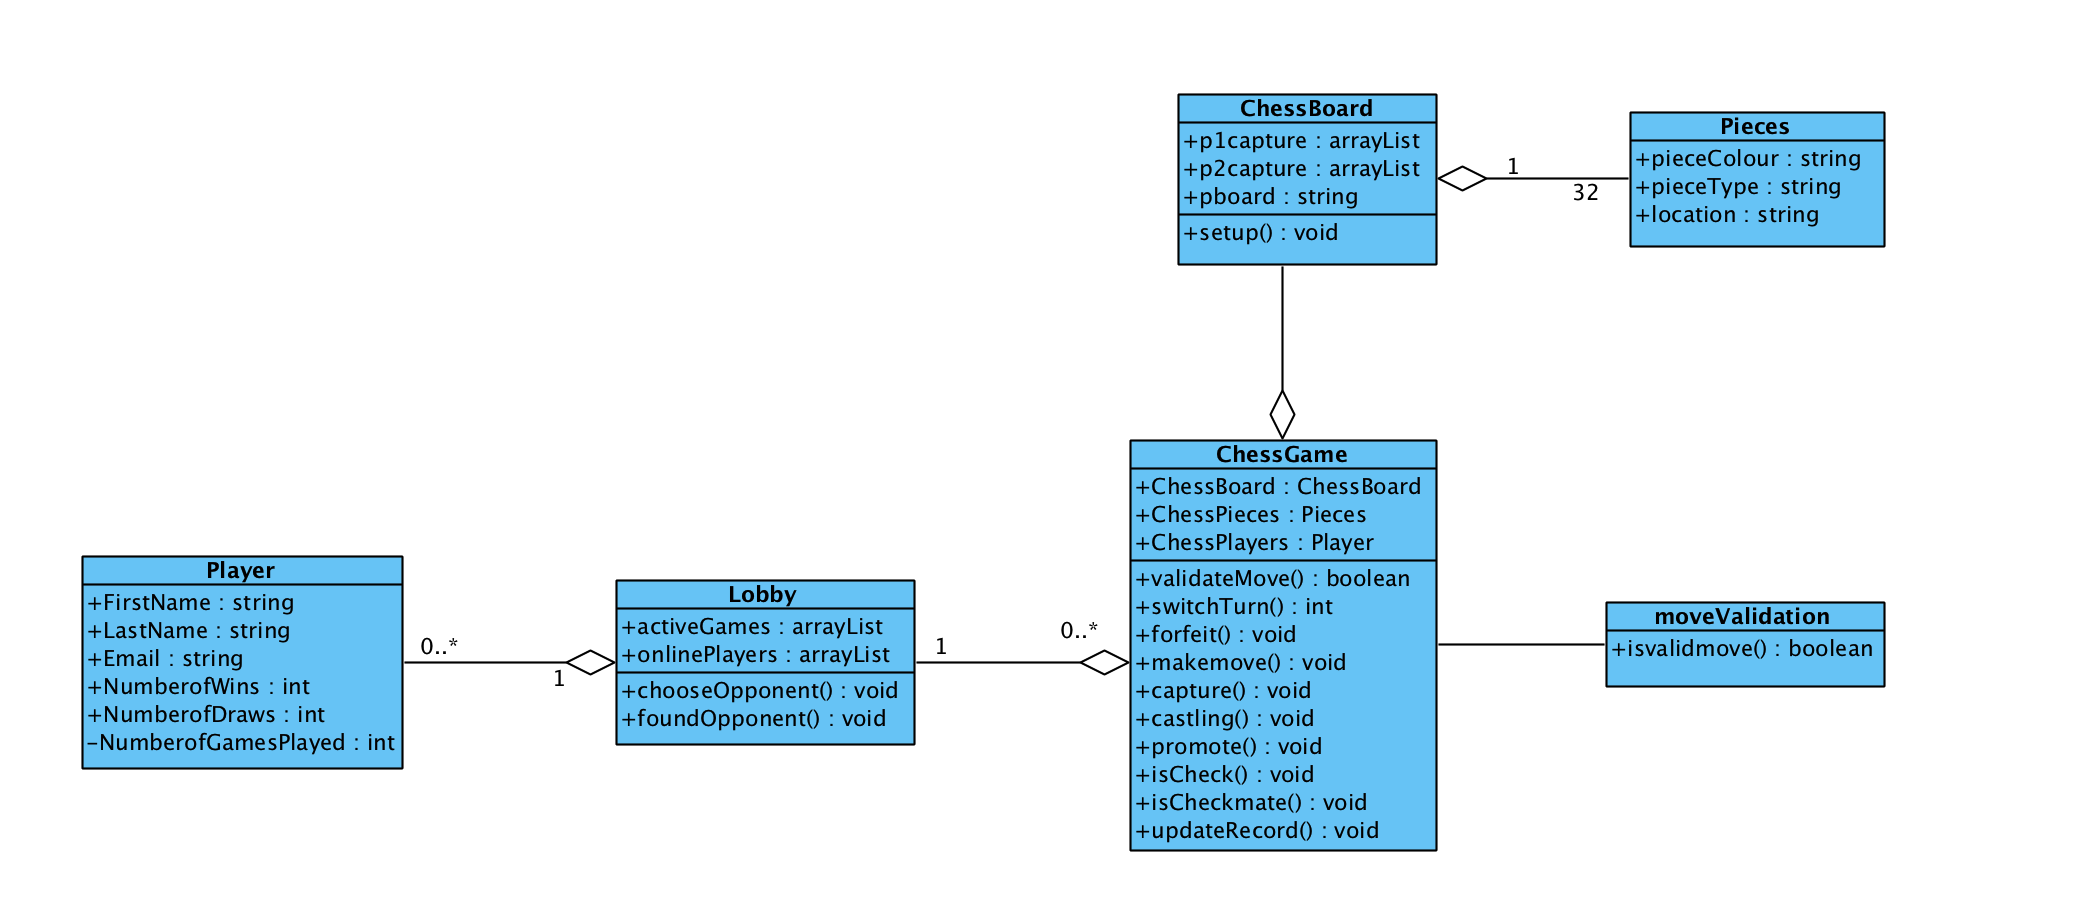 ChessBoard
+p1capture : arrayList
+p2capture : arrayList
+pboard : string
+setup() : void
1
32
Pieces
+pieceColour : string
+pieceType : string
+location : string
ChessGame
+ChessBoard : ChessBoard
+ChessPieces : Pieces
+ChessPlayers : Player
+validateMove() : boolean
+switchTurn() : int
+forfeit() : void
+makemove() : void
+capture() : void
+castling() : void
+promote() : void
+isCheck() : void
+isCheckmate() : void
+updateRecord() : void
Player
+FirstName : string
+LastName : string
+Email : string
+NumberofWins : int
+NumberofDraws : int
-NumberofGamesPlayed : int
0..*
1
Lobby
+activeGames : arrayList
+onlinePlayers : arrayList
+chooseOpponent() : void
+foundOpponent() : void
1
0..*
moveValidation
+isvalidmove() : boolean